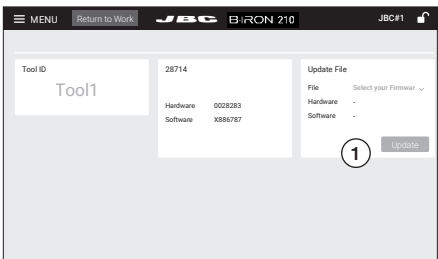 MENU Return to Work JBC B·IRON 210 JBC#1
Tool ID
Tool1
28714
Hardware 0028283
Software X886787
Update File
File Select your Firmwar
Hardware -
Software -
1
Update